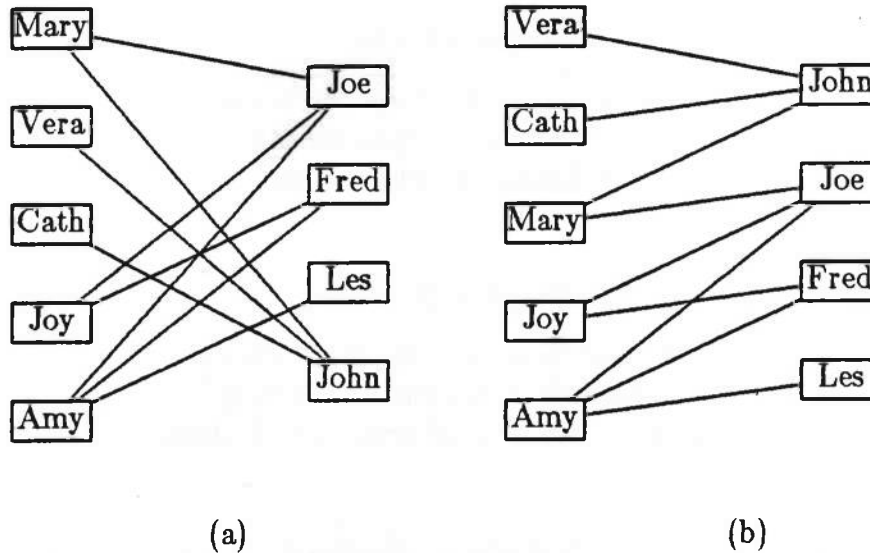 Mary
Vera
Cath
Joy
Amy
Joe
Fred
Les
John
(a)
Vera
Cath
Mary
Joy
Amy
John
Joe
Fred
Les
(b)